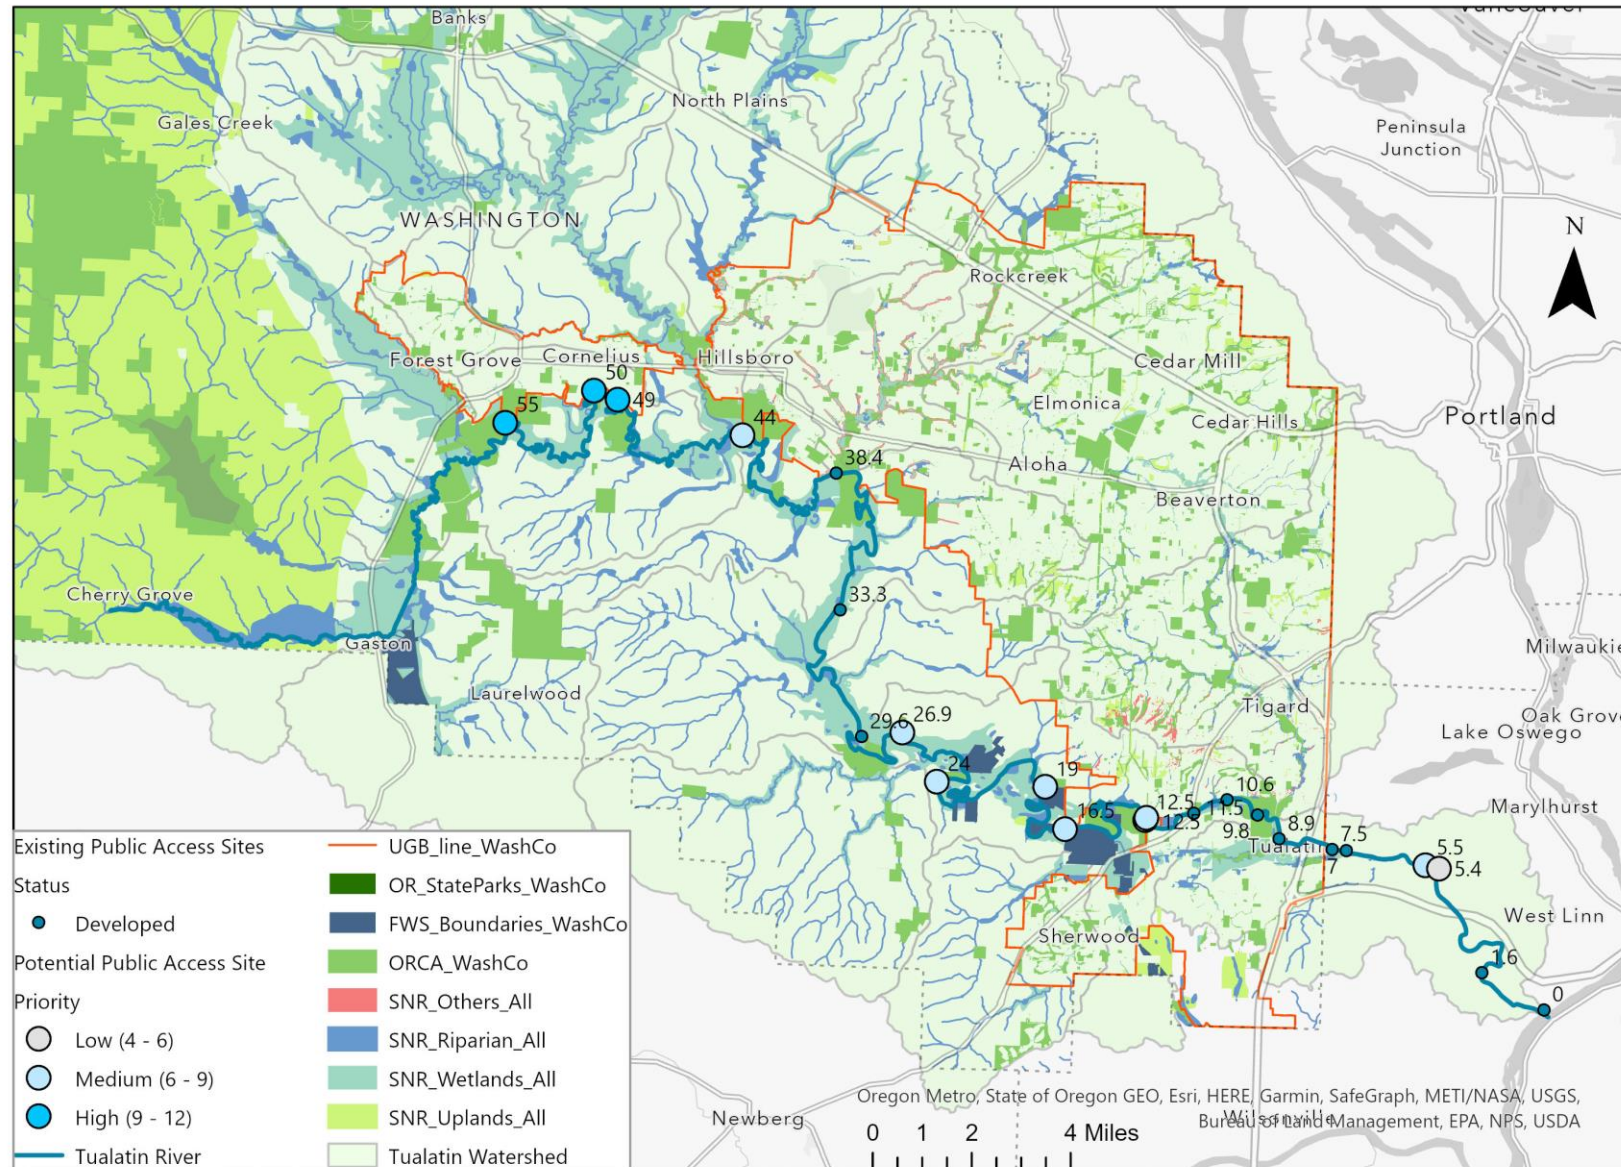 Banks
Vancouver
North Plains
Gales Creek
Peninsula
Junction
WASHINGTON
N
Rockcreek
Forest Grove
Cornelius
Hillsboro
Cedar Mill
50
49
55
44
Elmonica
Cedar Hills
Portland
38.4
Aloha
Beaverton
Cherry Grove
33.3
Gaston
Milwaukie
Laurelwood
Tigard
Oak Grove
Lake Oswego
29.6
26.9
24
19
10.6
Marylhurst
16.5
12.5
11.5
12.5
9.8
8.9
Tualatin
7.5
7
5.5
5.4
West Linn
Sherwood
1.6
0
Existing Public Access Sites
Status
Developed
Potential Public Access Site
Priority
Low (4 - 6)
Medium (6 - 9)
High (9 - 12)
Tualatin River
UGB_line_WashCo
OR_StateParks_WashCo
FWS_Boundaries_WashCo
ORCA_WashCo
SNR_Others_All
SNR_Riparian_All
SNR_Wetlands_All
SNR_Uplands_All
Tualatin Watershed
Newberg
Wilsonville
Oregon Metro, State of Oregon GEO, Esri, HERE, Garmin, SafeGraph, METI/NASA, USGS,
Bureau of Land Management, EPA, NPS, USDA
0 1 2 4 Miles